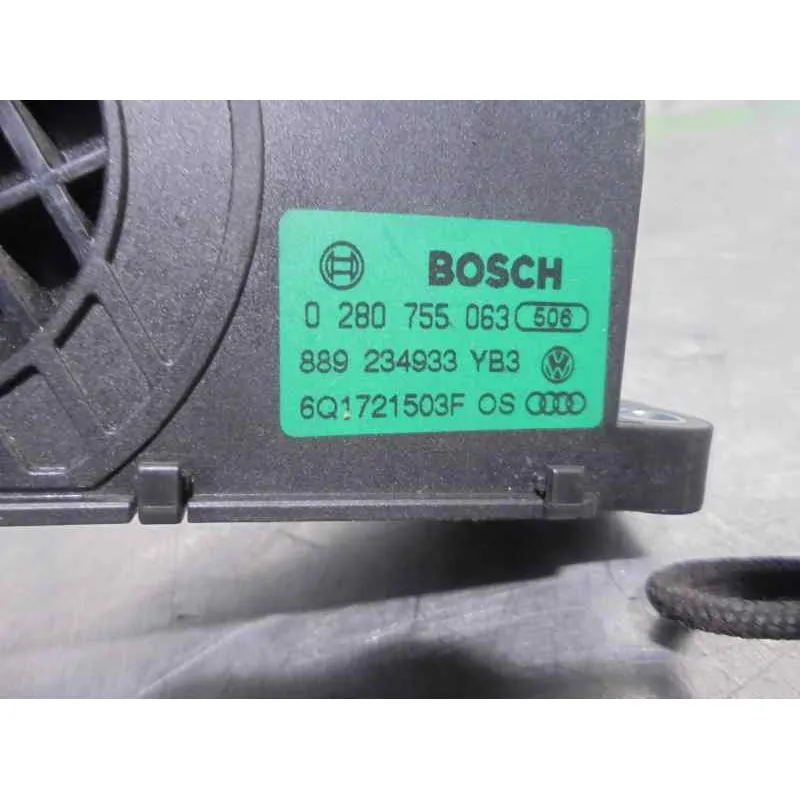 BOSCH
0 280 755 063 506
889 234933 YB3
6Q1721503F OS